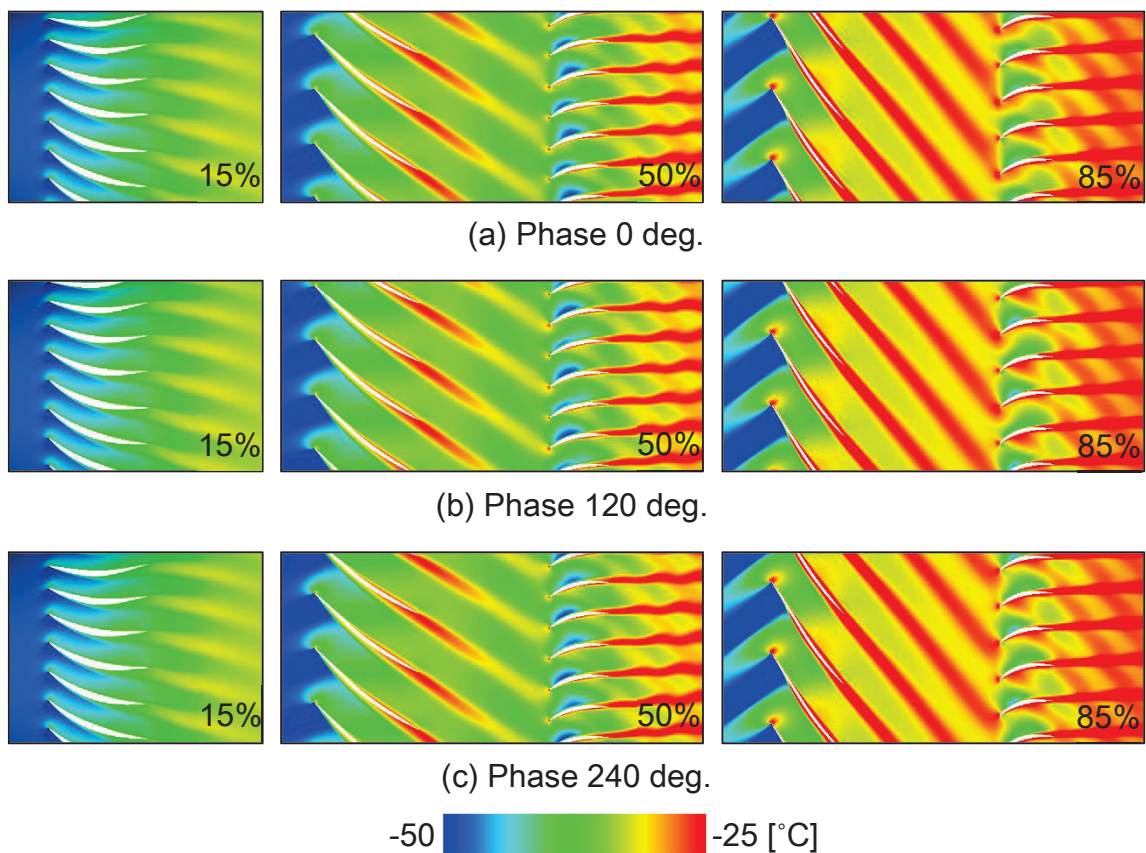 15% 50% 85%
(a) Phase 0 deg.
15% 50% 85%
(b) Phase 120 deg.
15% 50% 85%
(c) Phase 240 deg.
-50 -25 [˚C]